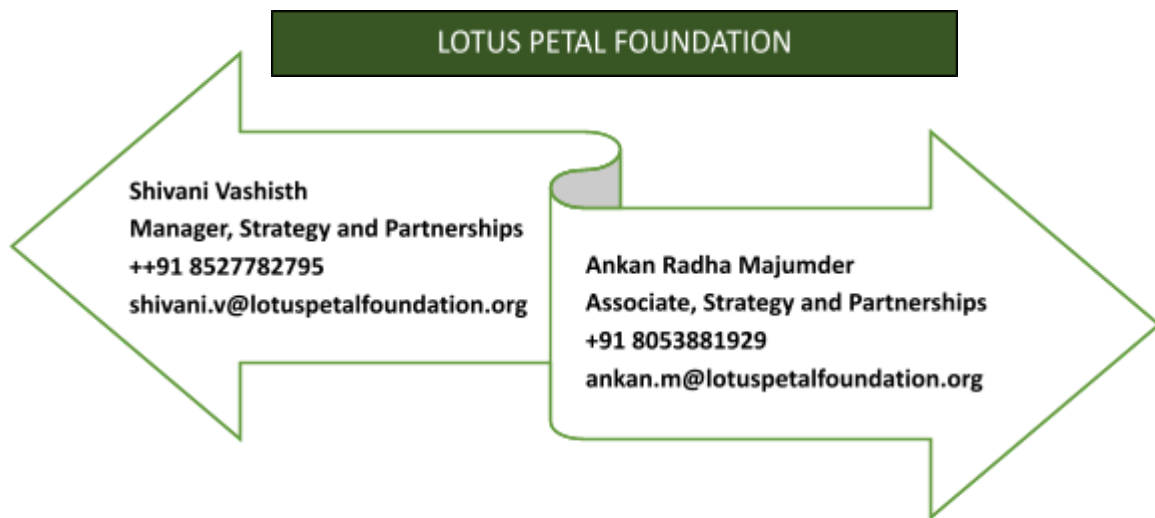 LOTUS PETAL FOUNDATION
Shivani Vashisth
Manager, Strategy and Partnerships
++91 8527782795
shivani.v@lotuspetalfoundation.org
Ankan Radha Majumder
Associate, Strategy and Partnerships
+91 8053881929
ankan.m@lotuspetalfoundation.org